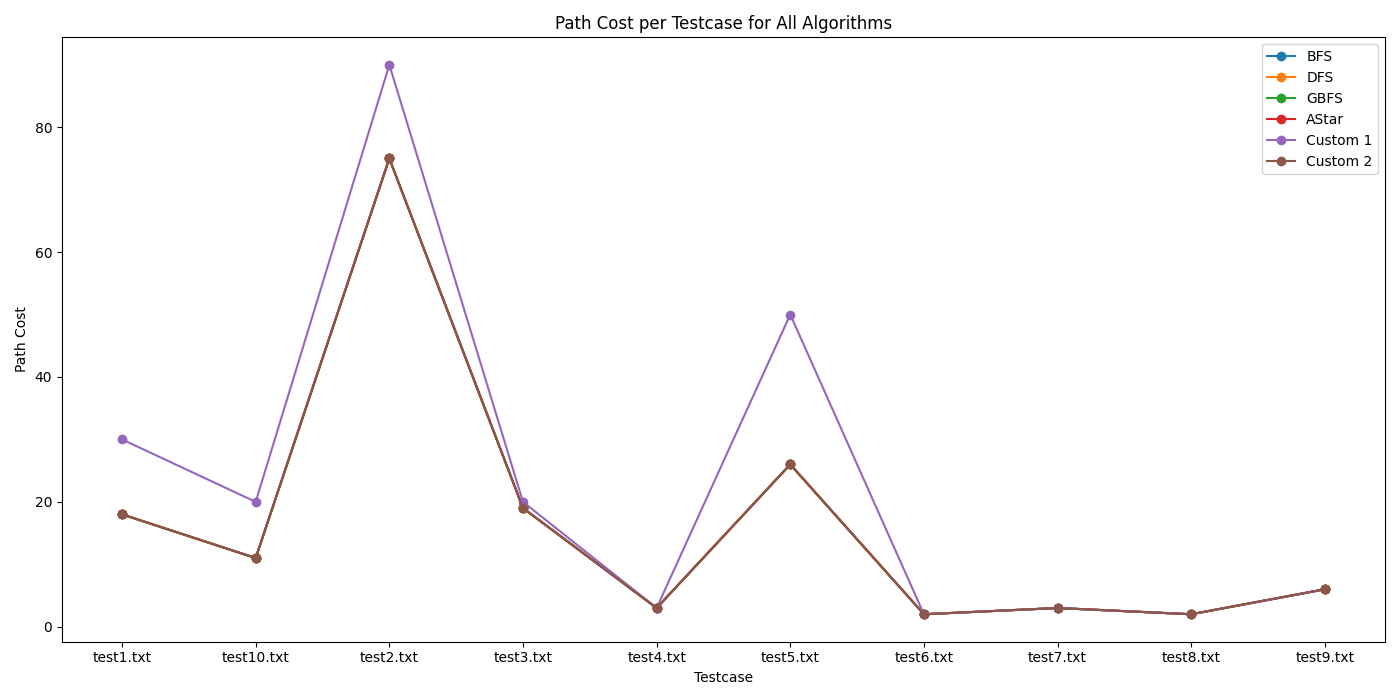 Path Cost per Testcase for All Algorithms
BFS
DFS
GBFS
AStar
Custom 1
Custom 2
Path Cost
80
60
40
20
0
test1.txt test10.txt test2.txt test3.txt test4.txt test5.txt test6.txt test7.txt test8.txt test9.txt
Testcase